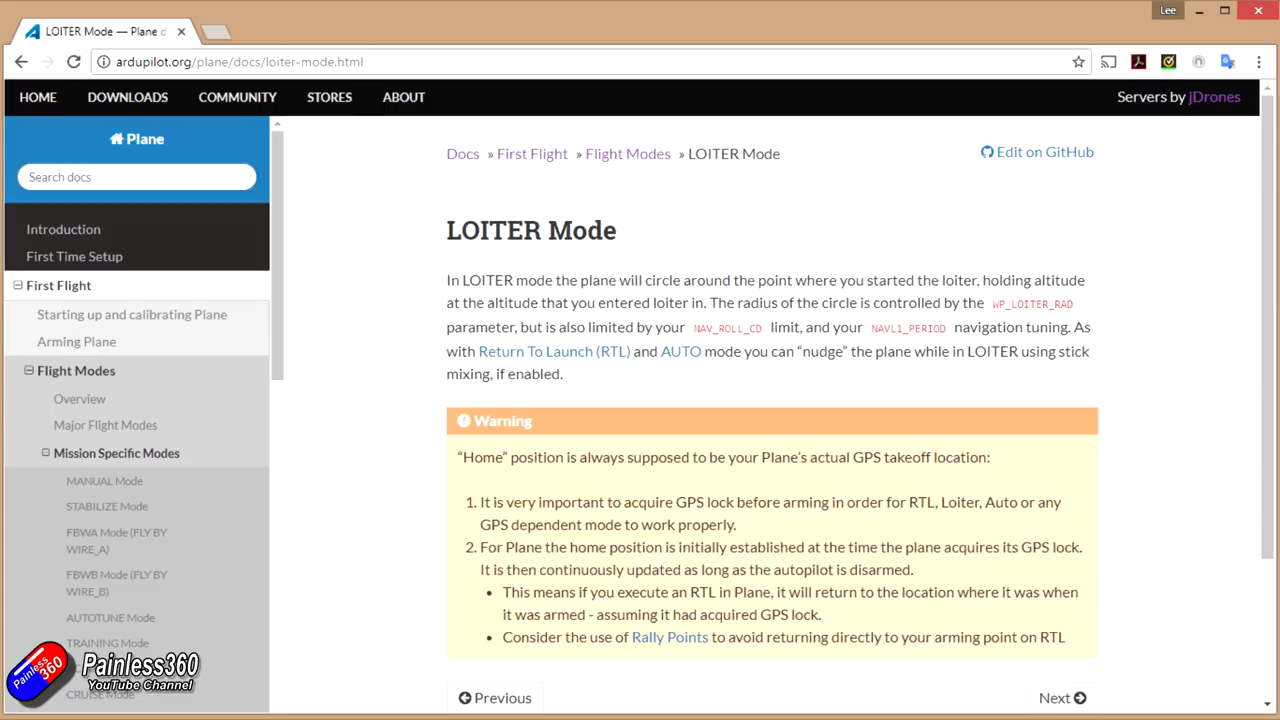 Lee
LOITER Mode — Plane
ardupilot.org/plane/docs/loiter-mode.html
HOME DOWNLOADS COMMUNITY STORES ABOUT
Servers by jDrones
Plane
Search docs
Introduction
First Time Setup
First Flight
Starting up and calibrating Plane
Arming Plane
Flight Modes
Overview
Major Flight Modes
Mission Specific Modes
MANUAL Mode
STABILIZE Mode
FBWA Mode (FLY BY
WIRE_A)
FBWB Mode (FLY BY
WIRE_B)
AUTOTUNE Mode
TRAINING Mode
CRUISE Mode
Docs » First Flight » Flight Modes » LOITER Mode
Edit on GitHub
LOITER Mode
In LOITER mode the plane will circle around the point where you started the loiter, holding altitude
at the altitude that you entered loiter in. The radius of the circle is controlled by the WP_LOITER_RAD
parameter, but is also limited by your NAV_ROLL_CD limit, and your NAVL1_PERIOD navigation tuning. As
with Return To Launch (RTL) and AUTO mode you can “nudge” the plane while in LOITER using stick
mixing, if enabled.
Warning
“Home” position is always supposed to be your Plane’s actual GPS takeoff location:
1. It is very important to acquire GPS lock before arming in order for RTL, Loiter, Auto or any
GPS dependent mode to work properly.
2. For Plane the home position is initially established at the time the plane acquires its GPS lock.
It is then continuously updated as long as the autopilot is disarmed.
• This means if you execute an RTL in Plane, it will return to the location where it was when
it was armed - assuming it had acquired GPS lock.
• Consider the use of Rally Points to avoid returning directly to your arming point on RTL
Previous
Next
Painless360
Painless360
YouTube Channel